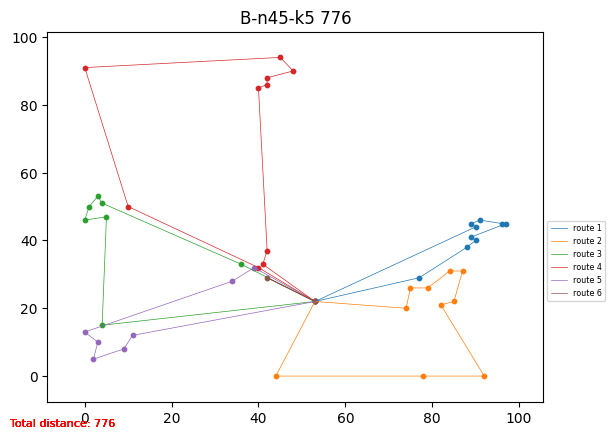 B-n45-k5 776
100
80
60
40
20
0
0 20 40 60 80 100
route 1
route 2
route 3
route 4
route 5
route 6
Total distance: 776